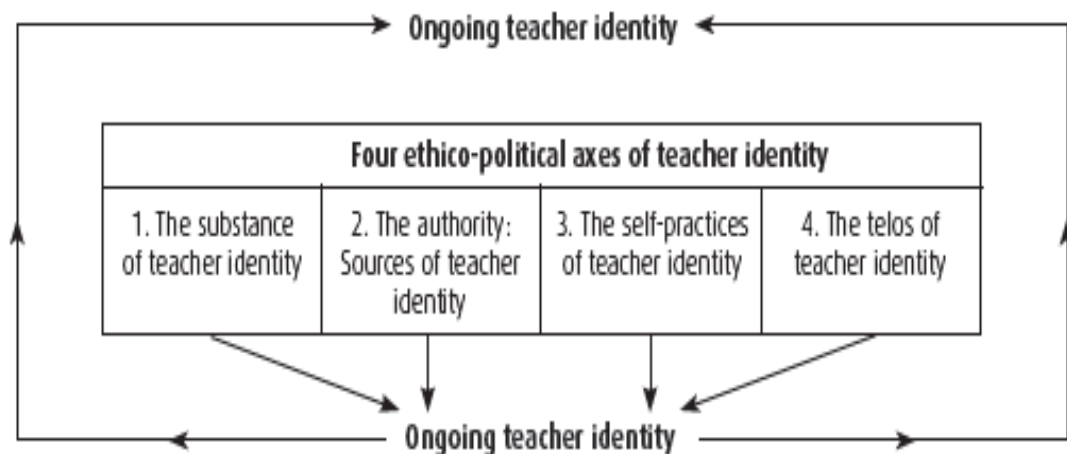 Ongoing teacher identity
Four ethico-political axes of teacher identity
1. The substance
of teacher identity
2. The authority:
Sources of teacher
identity
3. The self-practices
of teacher identity
4. The telos of
teacher identity
Ongoing teacher identity